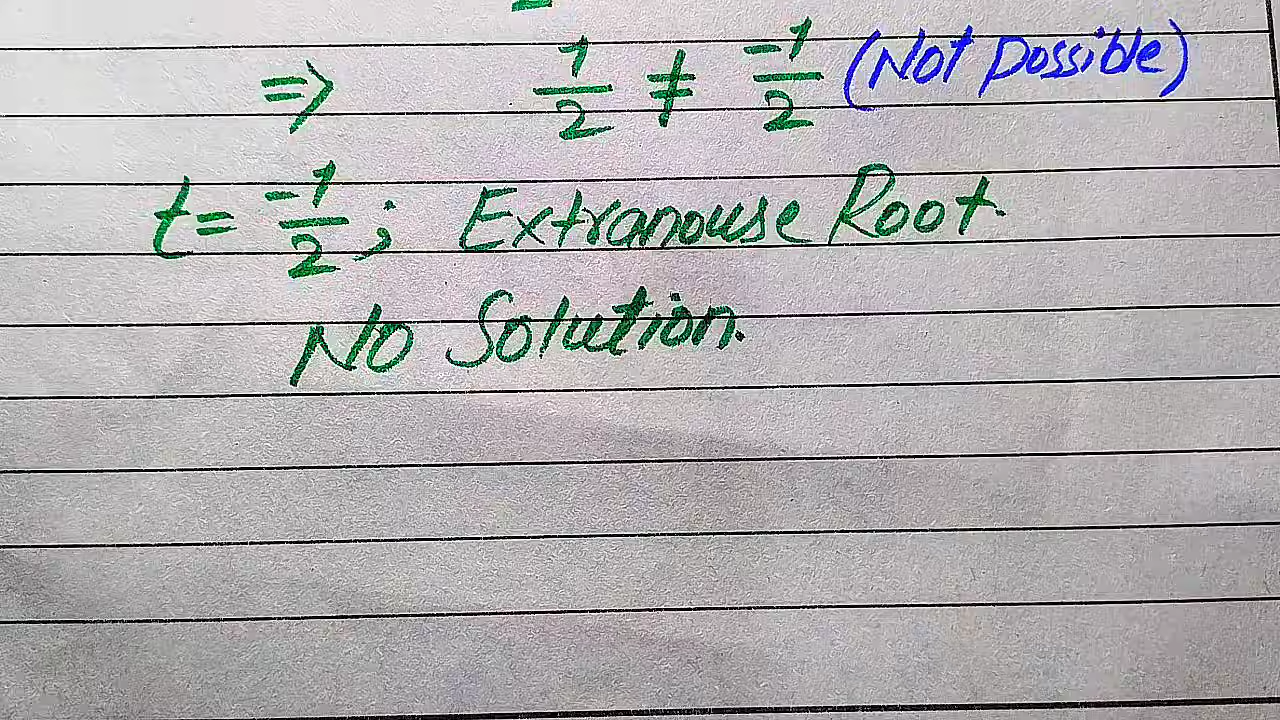 ⇒ 1/2 ≠ -1/2 (Not Possible)
t = -1/2 ; Extranouse Root.
No Solution.